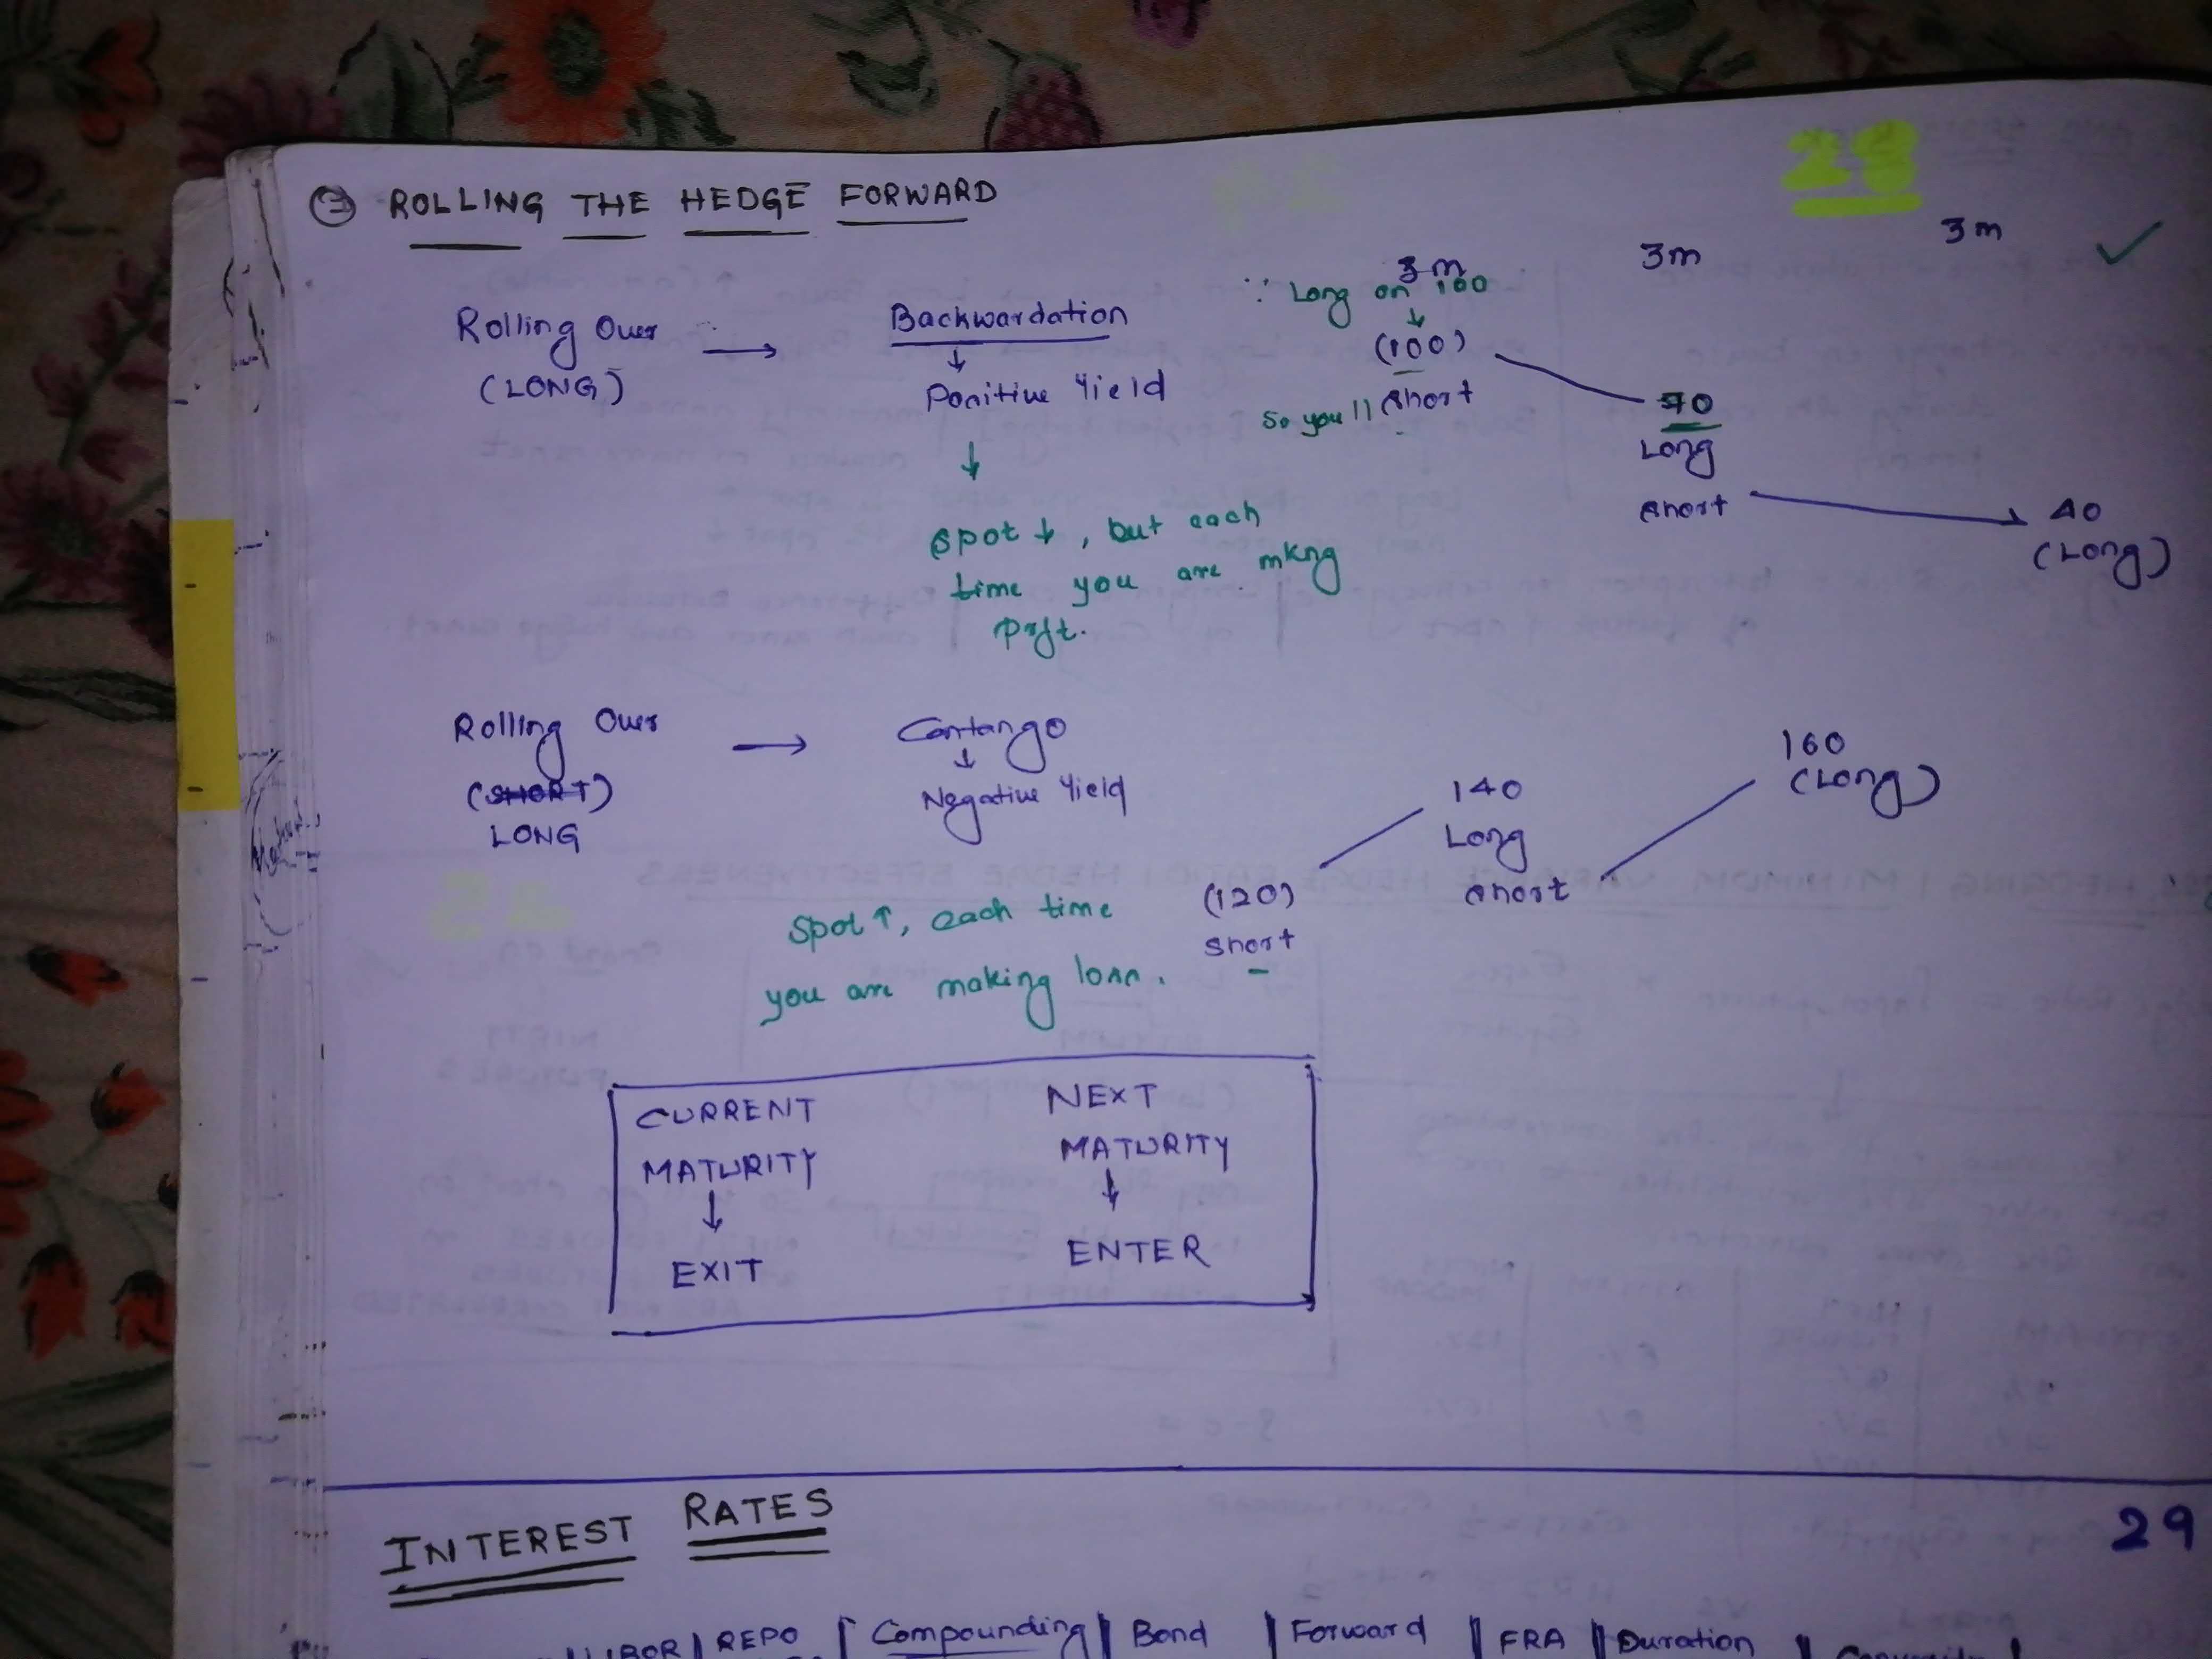 7 ROLLING THE HEDGE FORWARD
28
3m 3m 3m
∵ Long on 100
Rolling Over → Backwardation
(LONG)
↓
Positive Yield
↓
(100)
So you'll short
70
Long
short
40
(Long)
↓
spot ↓, but each
time you are mkng
prft.
Rolling Over → Contango
(SHORT)
LONG
↓
Negative Yield
160
(Long)
140
Long
short
(120)
short
Spot ↑, each time
you are making loss.
CURRENT
MATURITY
↓
EXIT
NEXT
MATURITY
↓
ENTER
INTEREST RATES
29
LIBOR | REPO | Compounding | Bond | Forward | FRA | Duration |